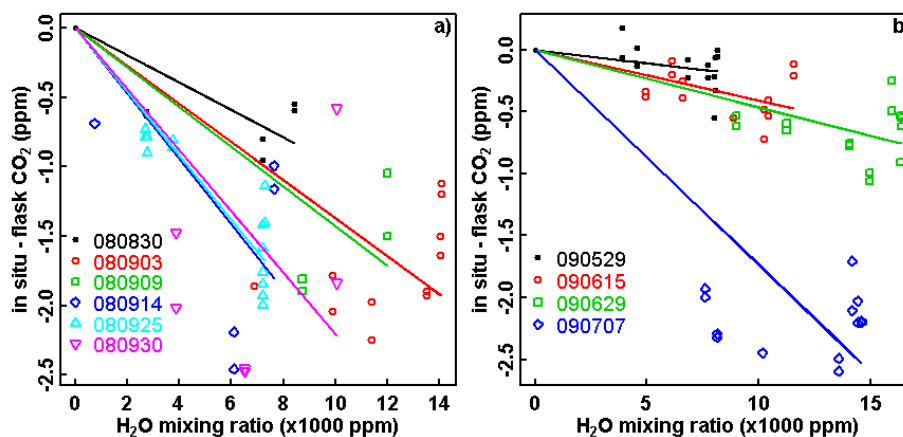 a)
in situ - flask CO₂ (ppm)
0.0
-0.5
-1.0
-1.5
-2.0
-2.5
080830
080903
080909
080914
080925
080930
0 2 4 6 8 10 12 14
H₂O mixing ratio (x1000 ppm)
b
in situ - flask CO₂ (ppm)
0.0
-0.5
-1.0
-1.5
-2.0
-2.5
-3.0
090529
090615
090629
090707
0 5 10 15
H₂O mixing ratio (x1000 ppm)